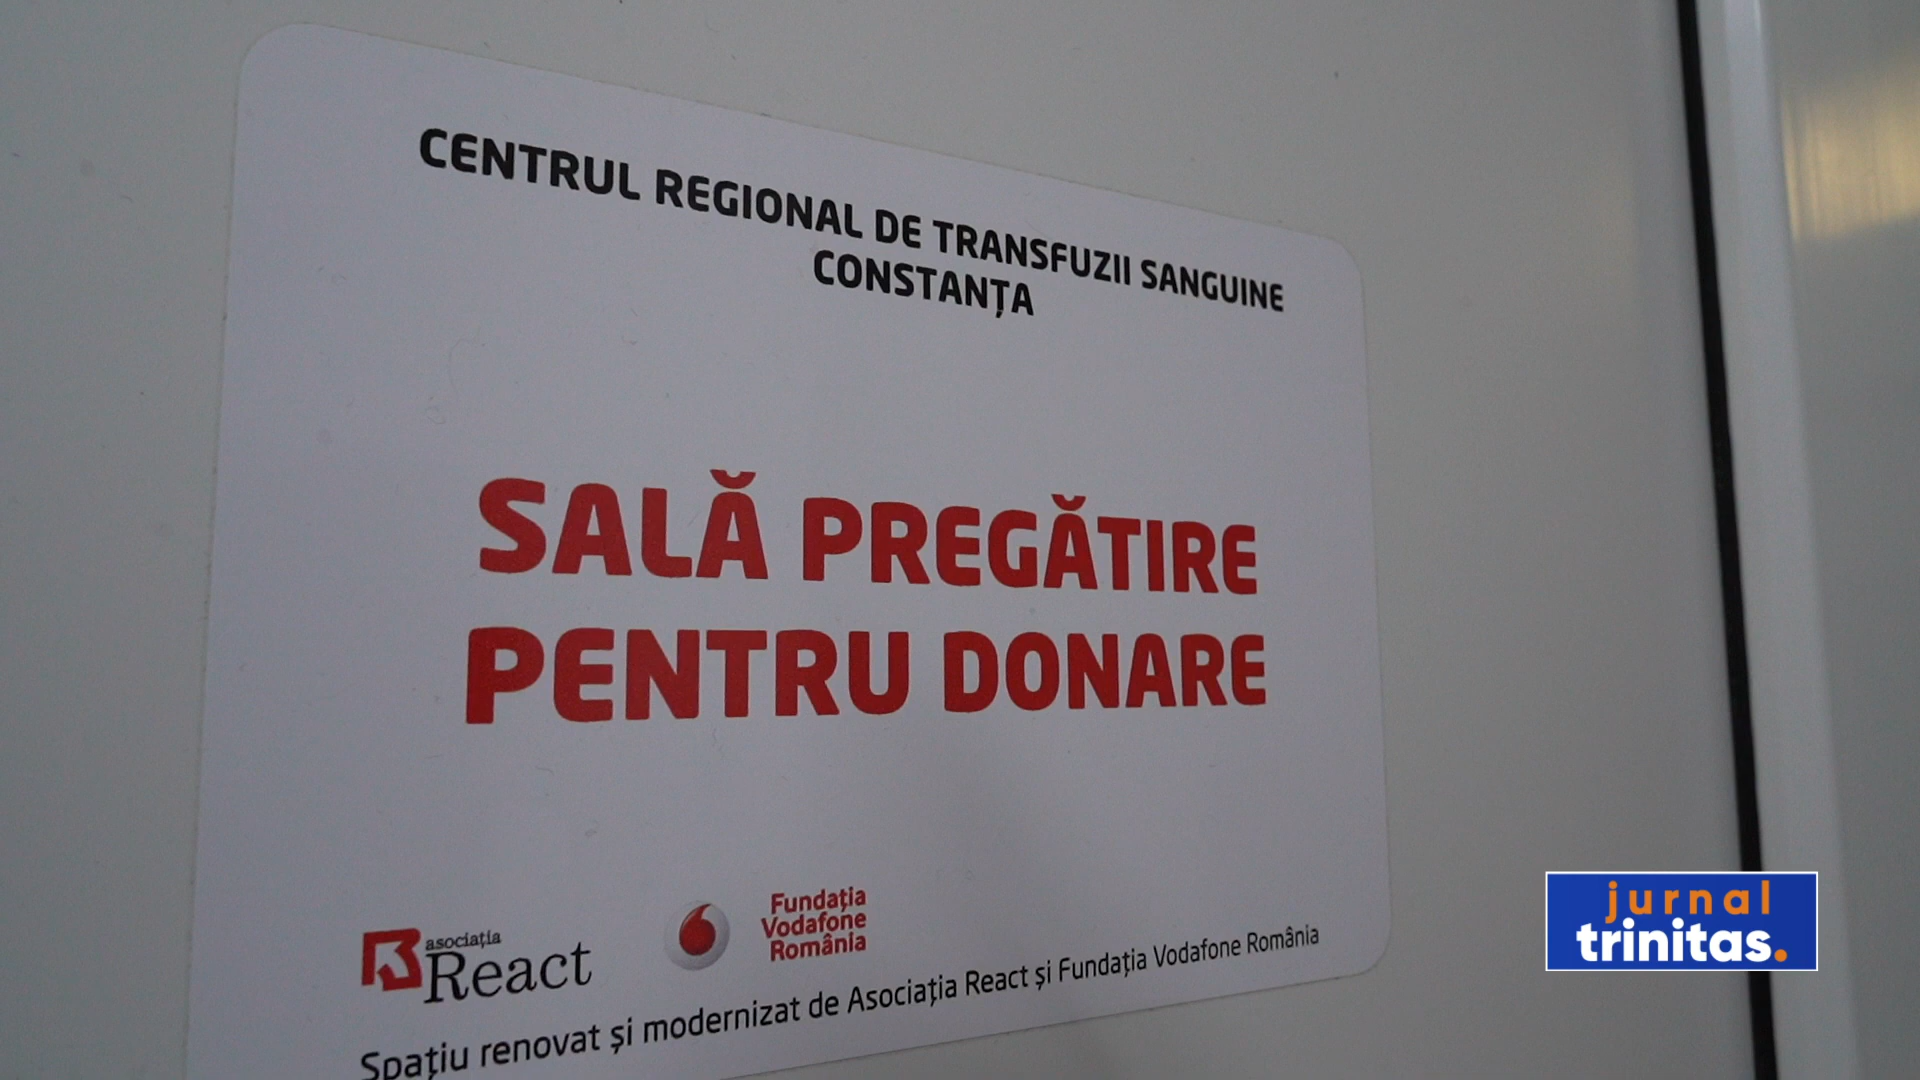 CENTRUL REGIONAL DE TRANSFUZII SANGUINE
CONSTANȚA
SALĂ PREGĂTIRE
PENTRU DONARE
asociația
React
Fundația
Vodafone
România
Spațiu renovat și modernizat de Asociația React și Fundația Vodafone România
jurnal
trinitas.